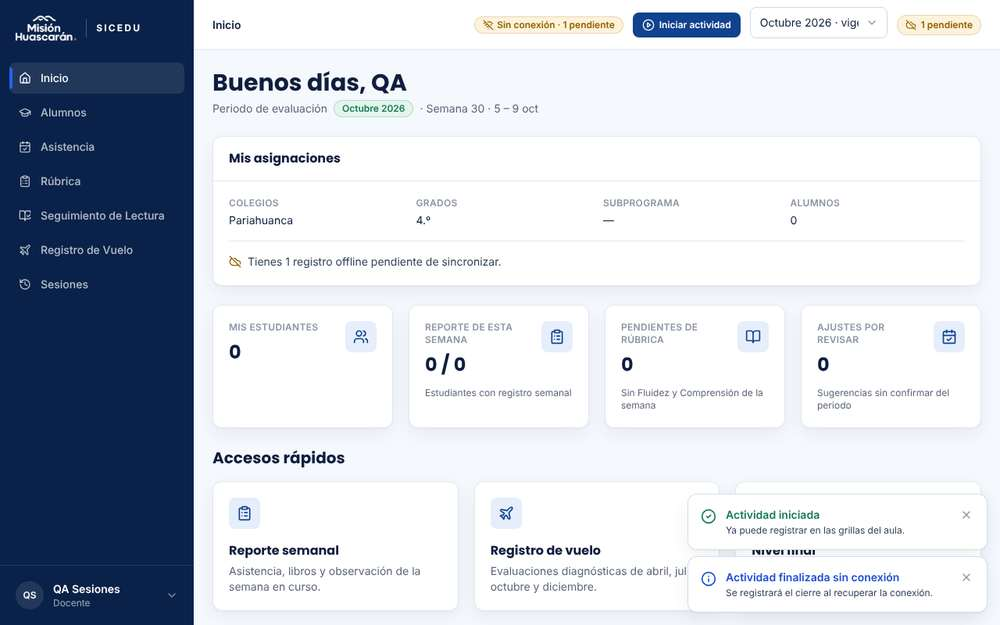 Misión
Huascarán.
SICEDU
Inicio
Sin conexión · 1 pendiente
Iniciar actividad
Octubre 2026 · vige
1 pendiente
Inicio
Alumnos
Asistencia
Rúbrica
Seguimiento de Lectura
Registro de Vuelo
Sesiones
Buenos días, QA
Periodo de evaluación Octubre 2026 · Semana 30 · 5 – 9 oct
Mis asignaciones
COLEGIOS GRADOS SUBPROGRAMA ALUMNOS
Pariahuanca 4.º — 0
Tienes 1 registro offline pendiente de sincronizar.
MIS ESTUDIANTES
0
REPORTE DE ESTA
SEMANA
0 / 0
Estudiantes con registro semanal
PENDIENTES DE
RÚBRICA
0
Sin Fluidez y Comprensión de la
semana
AJUSTES POR
REVISAR
0
Sugerencias sin confirmar del
periodo
Accesos rápidos
Reporte semanal
Asistencia, libros y observación de la
semana en curso.
Registro de vuelo
Evaluaciones diagnósticas de abril, jul
octubre y diciembre.
Nivel final
Actividad iniciada
Ya puede registrar en las grillas del aula.
Actividad finalizada sin conexión
Se registrará el cierre al recuperar la conexión.
QS
QA Sesiones
Docente